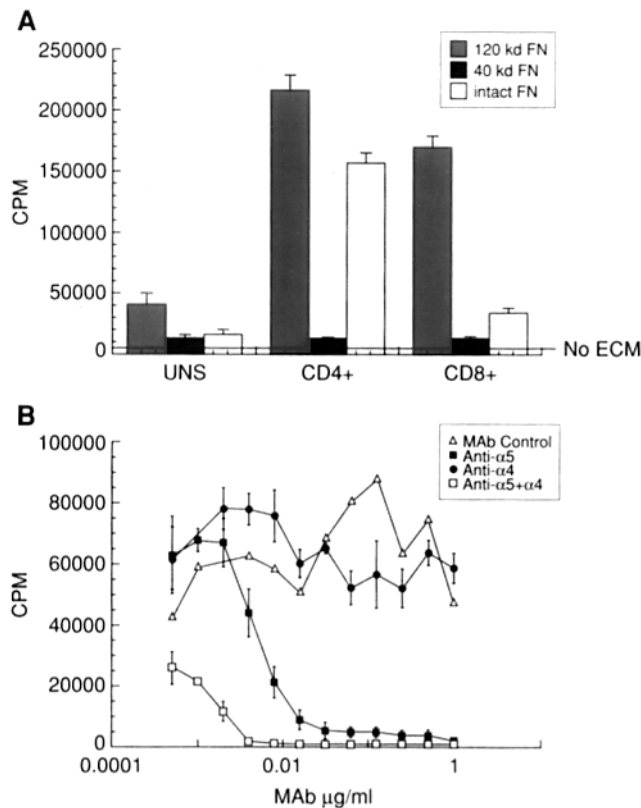 A
250000
200000
150000
100000
50000
0
CPM
120 kd FN
40 kd FN
intact FN
No ECM
UNS CD4+ CD8+
B
100000
80000
60000
40000
20000
0
CPM
MAb Control
Anti-α5
Anti-α4
Anti-α5+α4
0.0001 0.01 1
MAb μg/ml